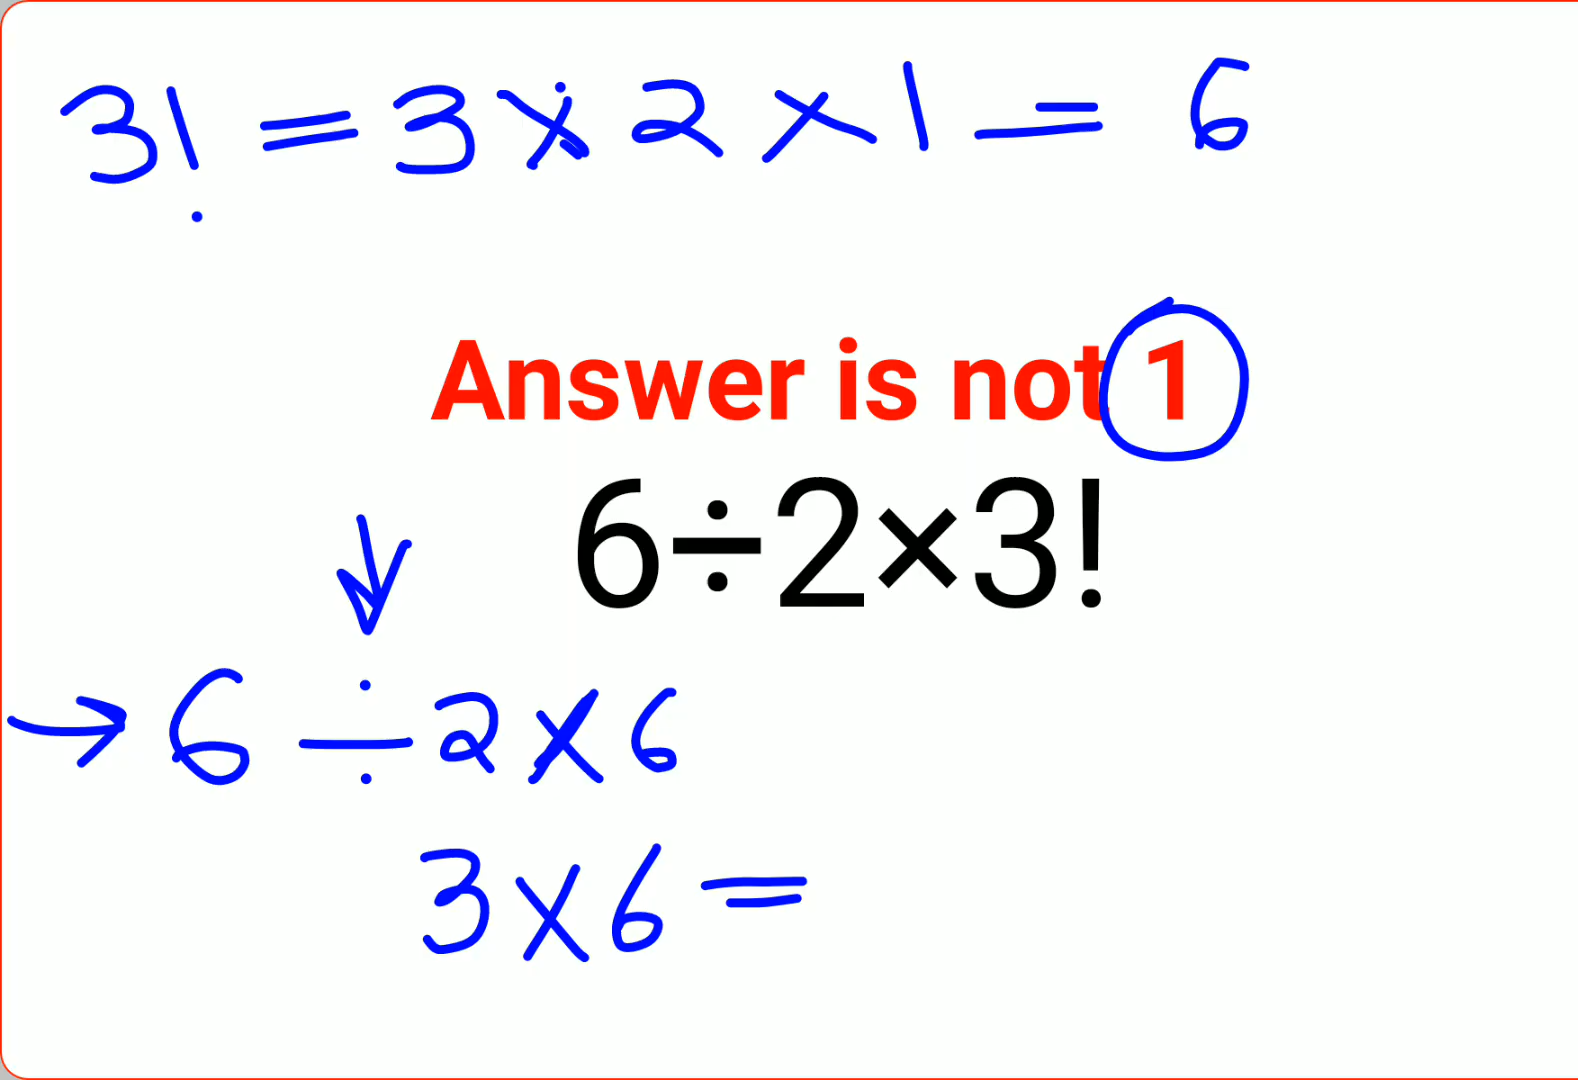 3! = 3 × 2 × 1 = 6
Answer is not 1
6÷2×3!
6 ÷ 2 × 6
3 × 6 =